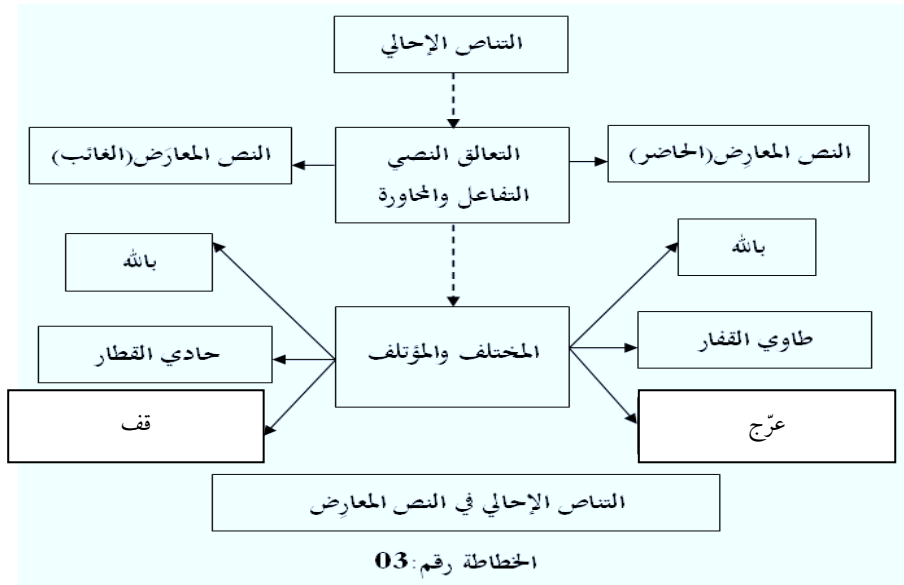 التناص الإحالي
النص المعارِض(الحاضر)
التعالق النصي
التفاعل والمحاورة
النص المعارَض(الغائب)
بالله
بالله
طاوي القفار
المختلف والمؤتلف
حادي القطار
عرّج
قف
التناص الإحالي في النص المعارِض
الخطاطة رقم:03